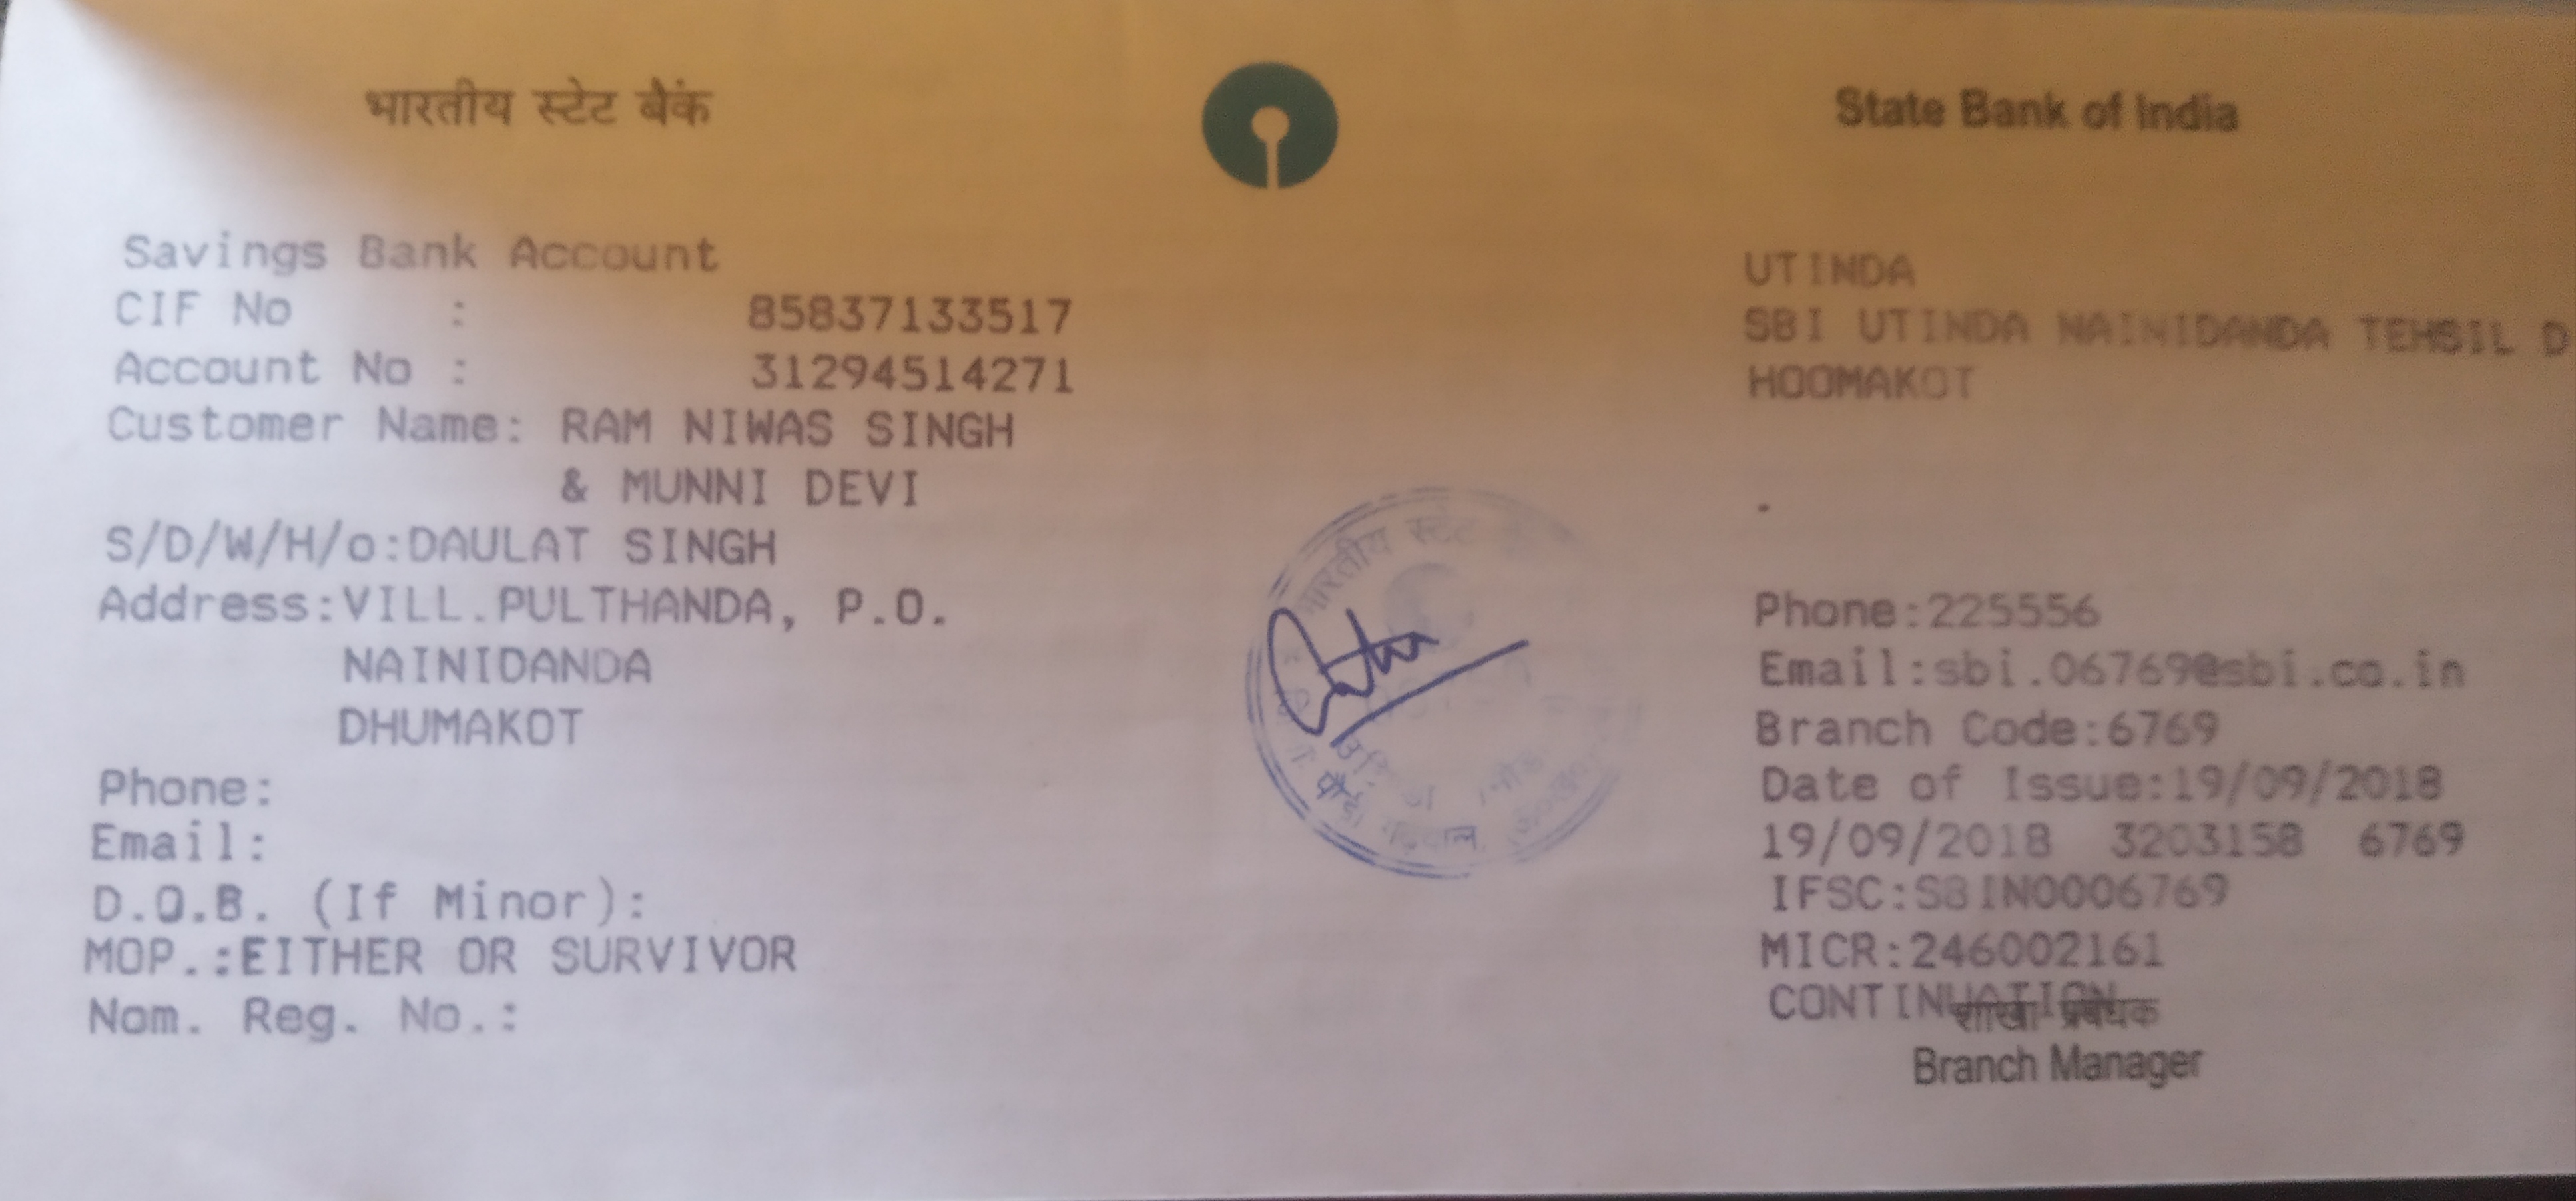 भारतीय स्टेट बैंक
State Bank of India
Savings Bank Account
CIF No : 85837133517
Account No : 31294514271
Customer Name: RAM NIWAS SINGH
& MUNNI DEVI
S/D/W/H/o:DAULAT SINGH
Address:VILL.PULTHANDA, P.O.
NAINIDANDA
DHUMAKOT
Phone:
Email:
D.O.B. (If Minor):
MOP.:EITHER OR SURVIVOR
Nom. Reg. No.:
भारतीय स्टेट
पौड़ी गढ़वाल
UTINDA
SBI UTINDA NAINIDANDA TEHSIL D
HOOMAKOT
.
Phone:225556
Email:sbi.06769@sbi.co.in
Branch Code:6769
Date of Issue:19/09/2018
19/09/2018 3203158 6769
IFSC:SBIN0006769
MICR:246002161
CONTINUATION
शाखा प्रबंधक
Branch Manager